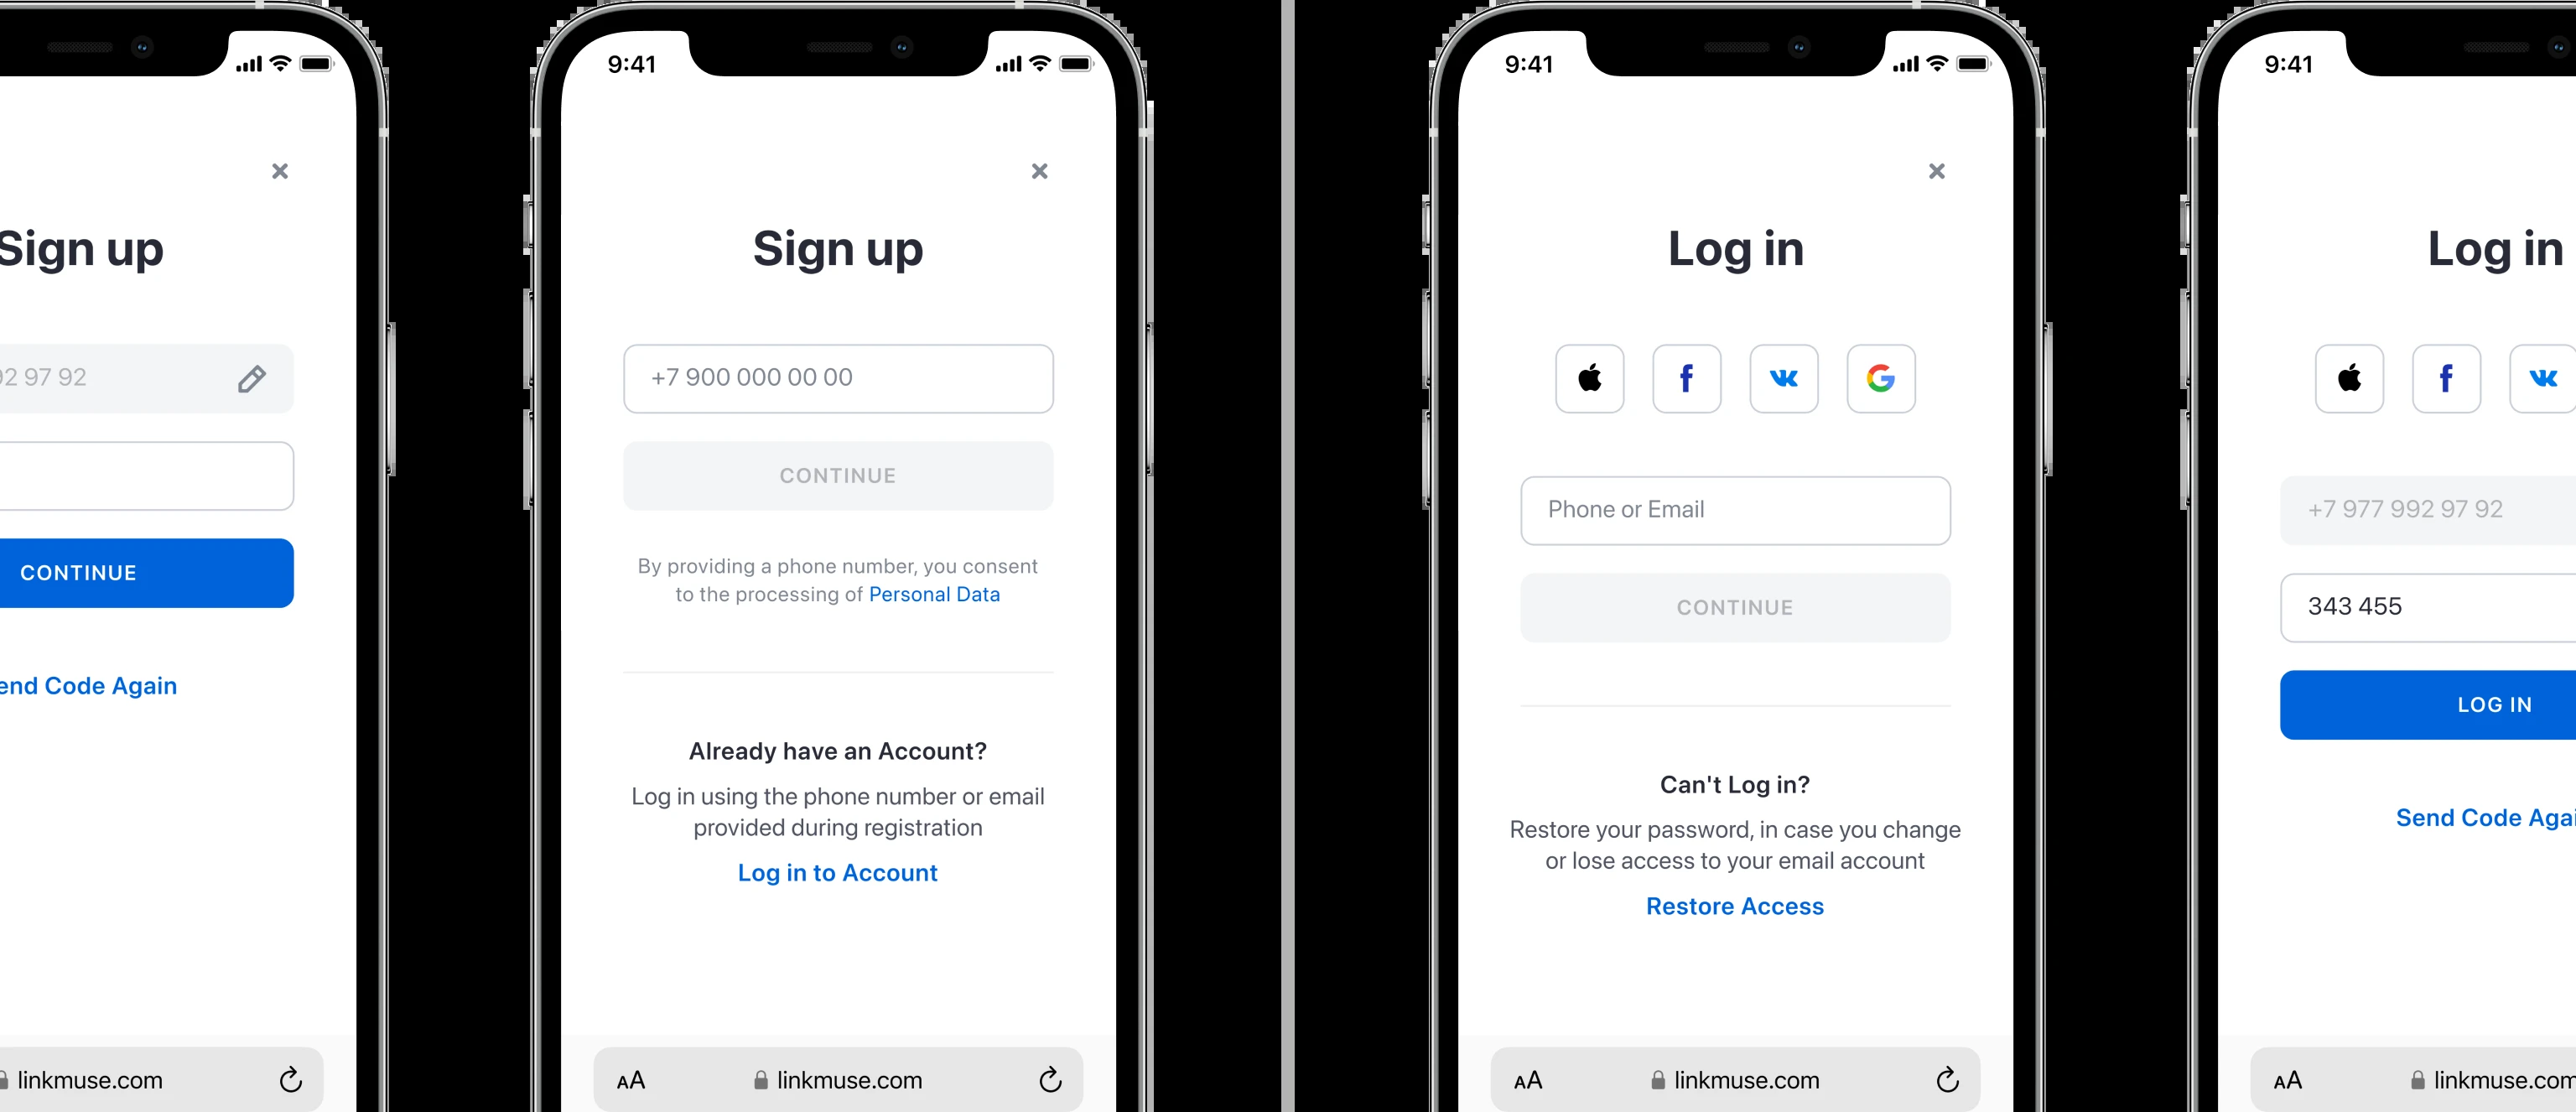 Sign up
92 97 92
CONTINUE
end Code Again
linkmuse.com
9:41
Sign up
+7 900 000 00 00
CONTINUE
By providing a phone number, you consent
to the processing of Personal Data
Already have an Account?
Log in using the phone number or email
provided during registration
Log in to Account
AA
linkmuse.com
9:41
Log in
f
G
Phone or Email
CONTINUE
Can't Log in?
Restore your password, in case you change
or lose access to your email account
Restore Access
AA
linkmuse.com
9:41
Log in
f
+7 977 992 97 92
343 455
LOG IN
Send Code Agai
AA
linkmuse.com